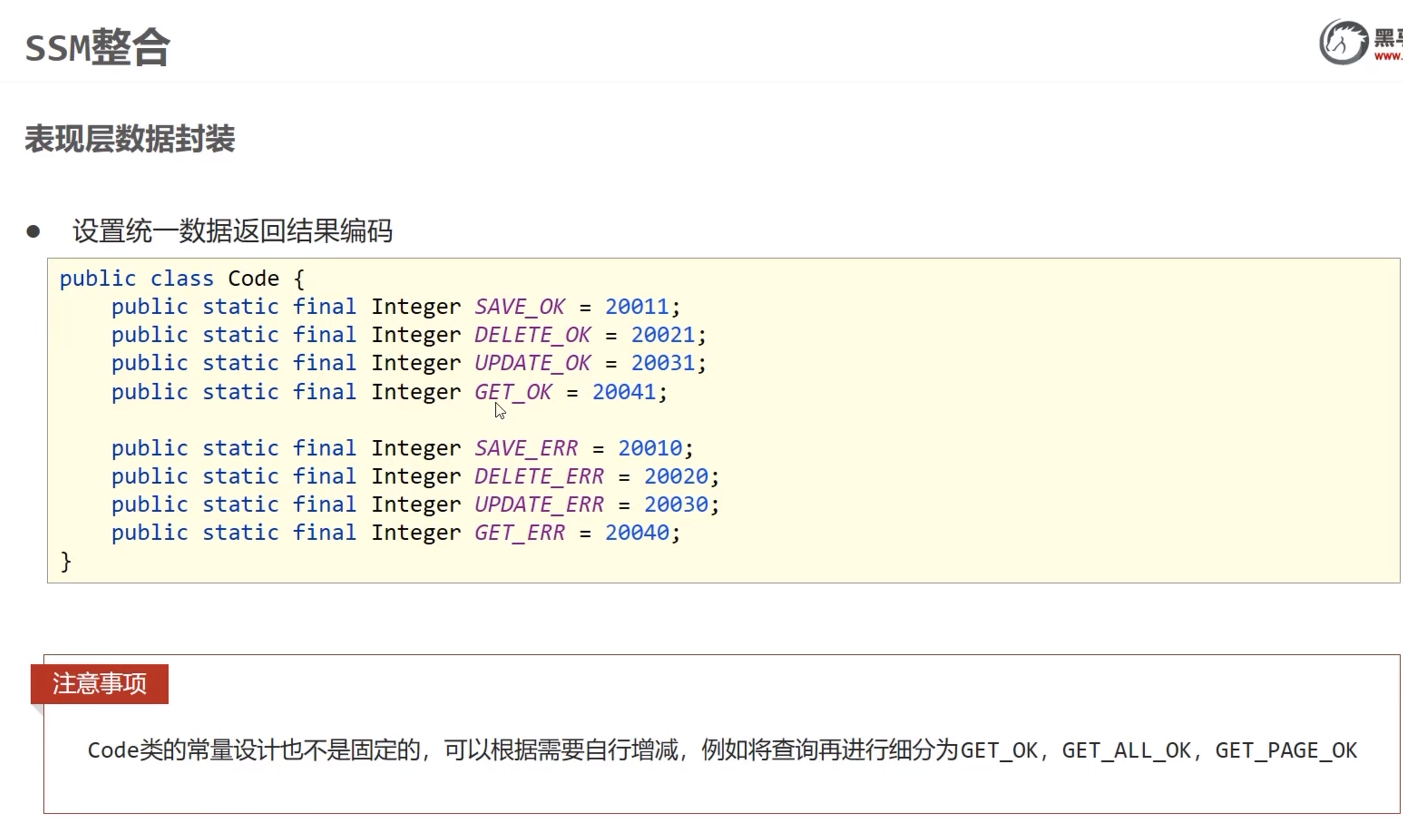 SSM整合
黑
www.
表现层数据封装
● 设置统一数据返回结果编码
public class Code {
    public static final Integer SAVE_OK = 20011;
    public static final Integer DELETE_OK = 20021;
    public static final Integer UPDATE_OK = 20031;
    public static final Integer GET_OK = 20041;

    public static final Integer SAVE_ERR = 20010;
    public static final Integer DELETE_ERR = 20020;
    public static final Integer UPDATE_ERR = 20030;
    public static final Integer GET_ERR = 20040;
}
注意事项
Code类的常量设计也不是固定的，可以根据需要自行增减，例如将查询再进行细分为GET_OK，GET_ALL_OK，GET_PAGE_OK